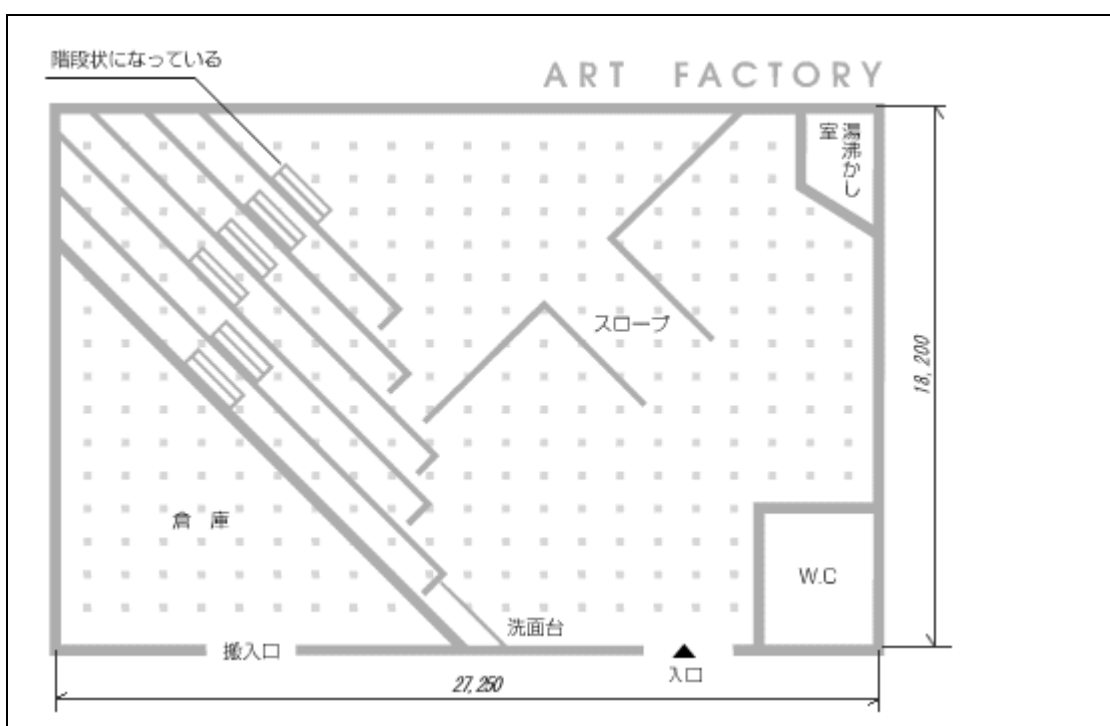 階段状になっている
ART FACTORY
湯沸かし
室
スロープ
18,200
倉 庫
W.C
洗面台
搬入口
入口
27,250